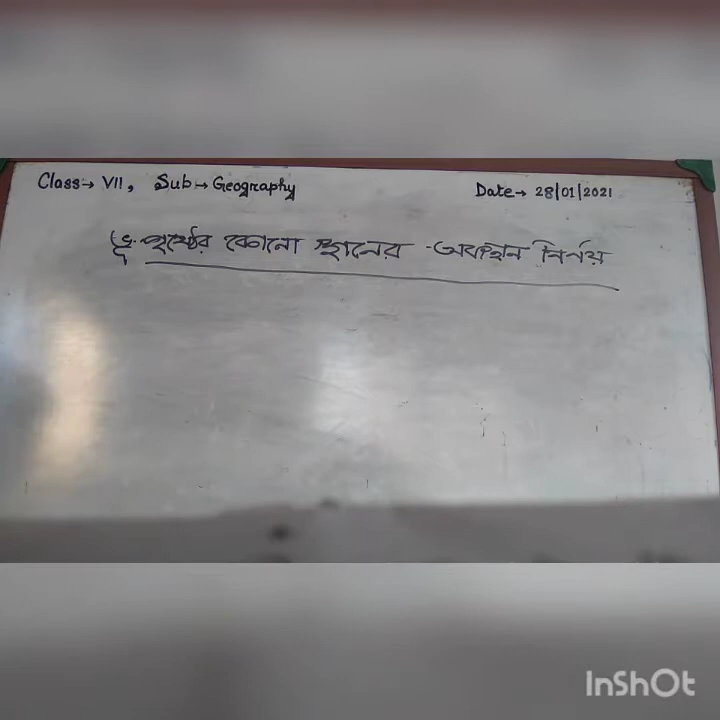 Class→ VII, Sub→ Geography Date→ 28/01/2021
ভূ-পৃষ্ঠের কোনো স্থানের অবস্থান নির্ণয়
InShOt